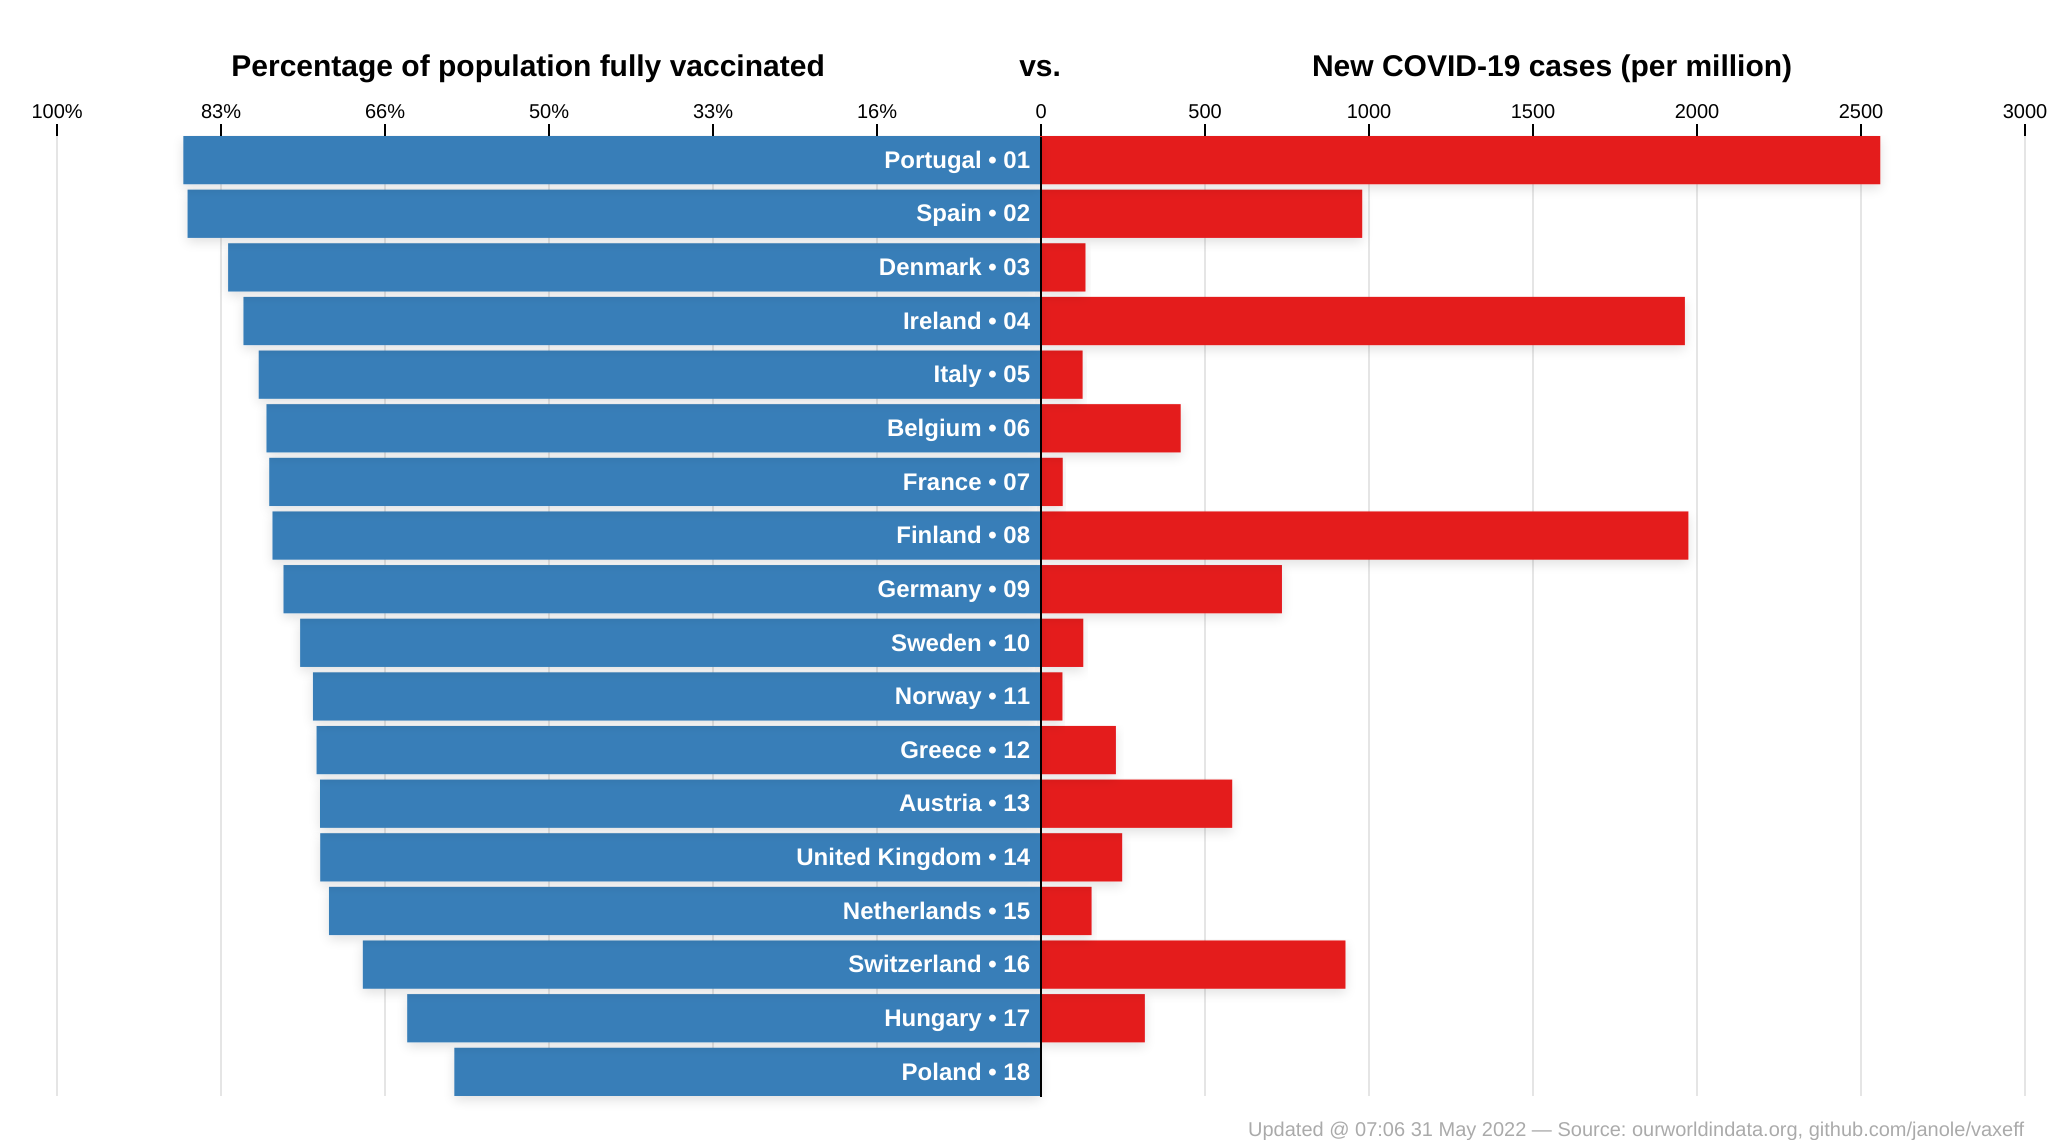 Percentage of population fully vaccinated vs. New COVID-19 cases (per million)
100% 83% 66% 50% 33% 16% 0 500 1000 1500 2000 2500 3000
Portugal • 01
Spain • 02
Denmark • 03
Ireland • 04
Italy • 05
Belgium • 06
France • 07
Finland • 08
Germany • 09
Sweden • 10
Norway • 11
Greece • 12
Austria • 13
United Kingdom • 14
Netherlands • 15
Switzerland • 16
Hungary • 17
Poland • 18
Updated @ 07:06 31 May 2022 — Source: ourworldindata.org, github.com/janole/vaxeff